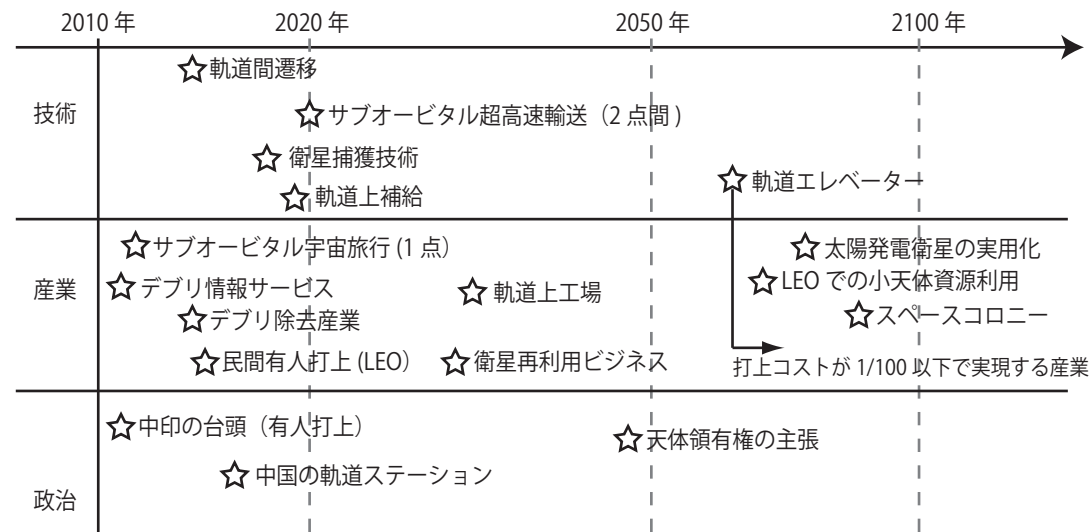 2010 年 2020 年 2050 年 2100 年
技術
☆軌道間遷移
☆サブオービタル超高速輸送（2 点間 )
☆衛星捕獲技術
☆軌道エレベーター
☆軌道上補給
産業
☆サブオービタル宇宙旅行 (1 点）
☆太陽発電衛星の実用化
☆デブリ情報サービス
☆軌道上工場
☆LEO での小天体資源利用
☆デブリ除去産業
☆スペースコロニー
☆民間有人打上 (LEO）
☆衛星再利用ビジネス
打上コストが 1/100 以下で実現する産業
政治
☆中印の台頭（有人打上）
☆天体領有権の主張
☆中国の軌道ステーション